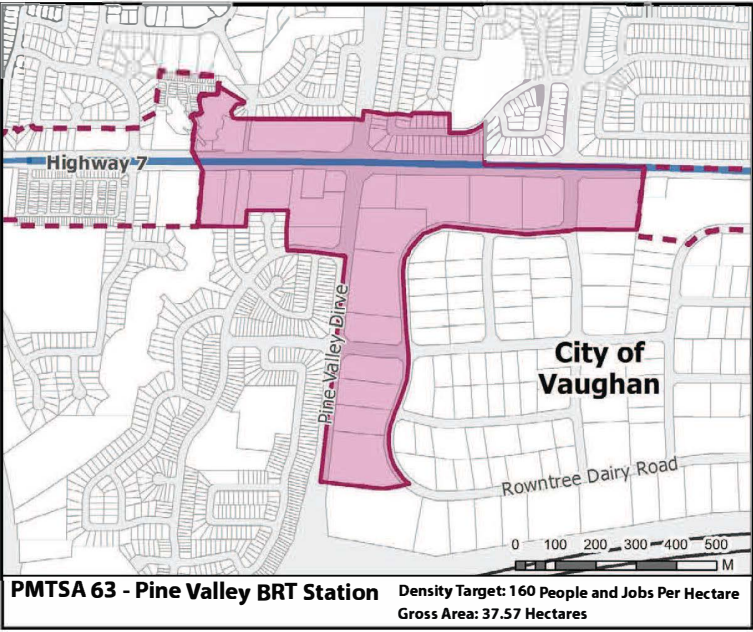 Highway 7
Pine Valley Dirve
City of
Vaughan
Rowntree Dairy Road
0 100 200 300 400 500
M
PMTSA 63 - Pine Valley BRT Station
Density Target: 160 People and Jobs Per Hectare
Gross Area: 37.57 Hectares